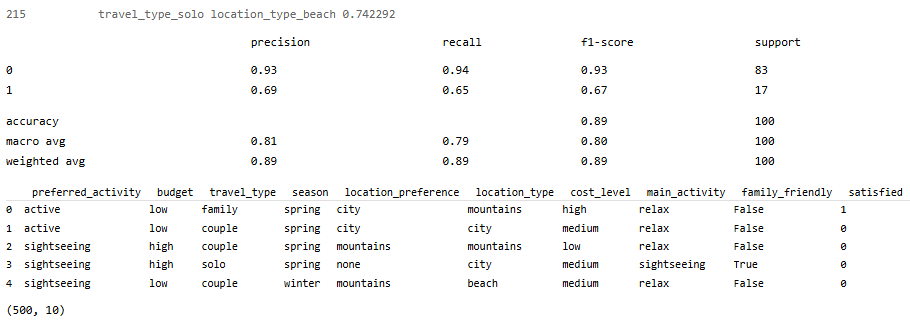 215 travel_type_solo location_type_beach 0.742292
precision recall f1-score support
0 0.93 0.94 0.93 83
1 0.69 0.65 0.67 17
accuracy 0.89 100
macro avg 0.81 0.79 0.80 100
weighted avg 0.89 0.89 0.89 100
preferred_activity budget travel_type season location_preference location_type cost_level main_activity family_friendly satisfied
0 active low family spring city mountains high relax False 1
1 active low couple spring city city medium relax False 0
2 sightseeing high couple spring mountains mountains low relax False 0
3 sightseeing high solo spring none city medium sightseeing True 0
4 sightseeing low couple winter mountains beach medium relax False 0
(500, 10)